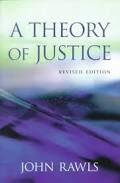 A THEORY OF
JUSTICE
REVISED EDITION
JOHN RAWLS